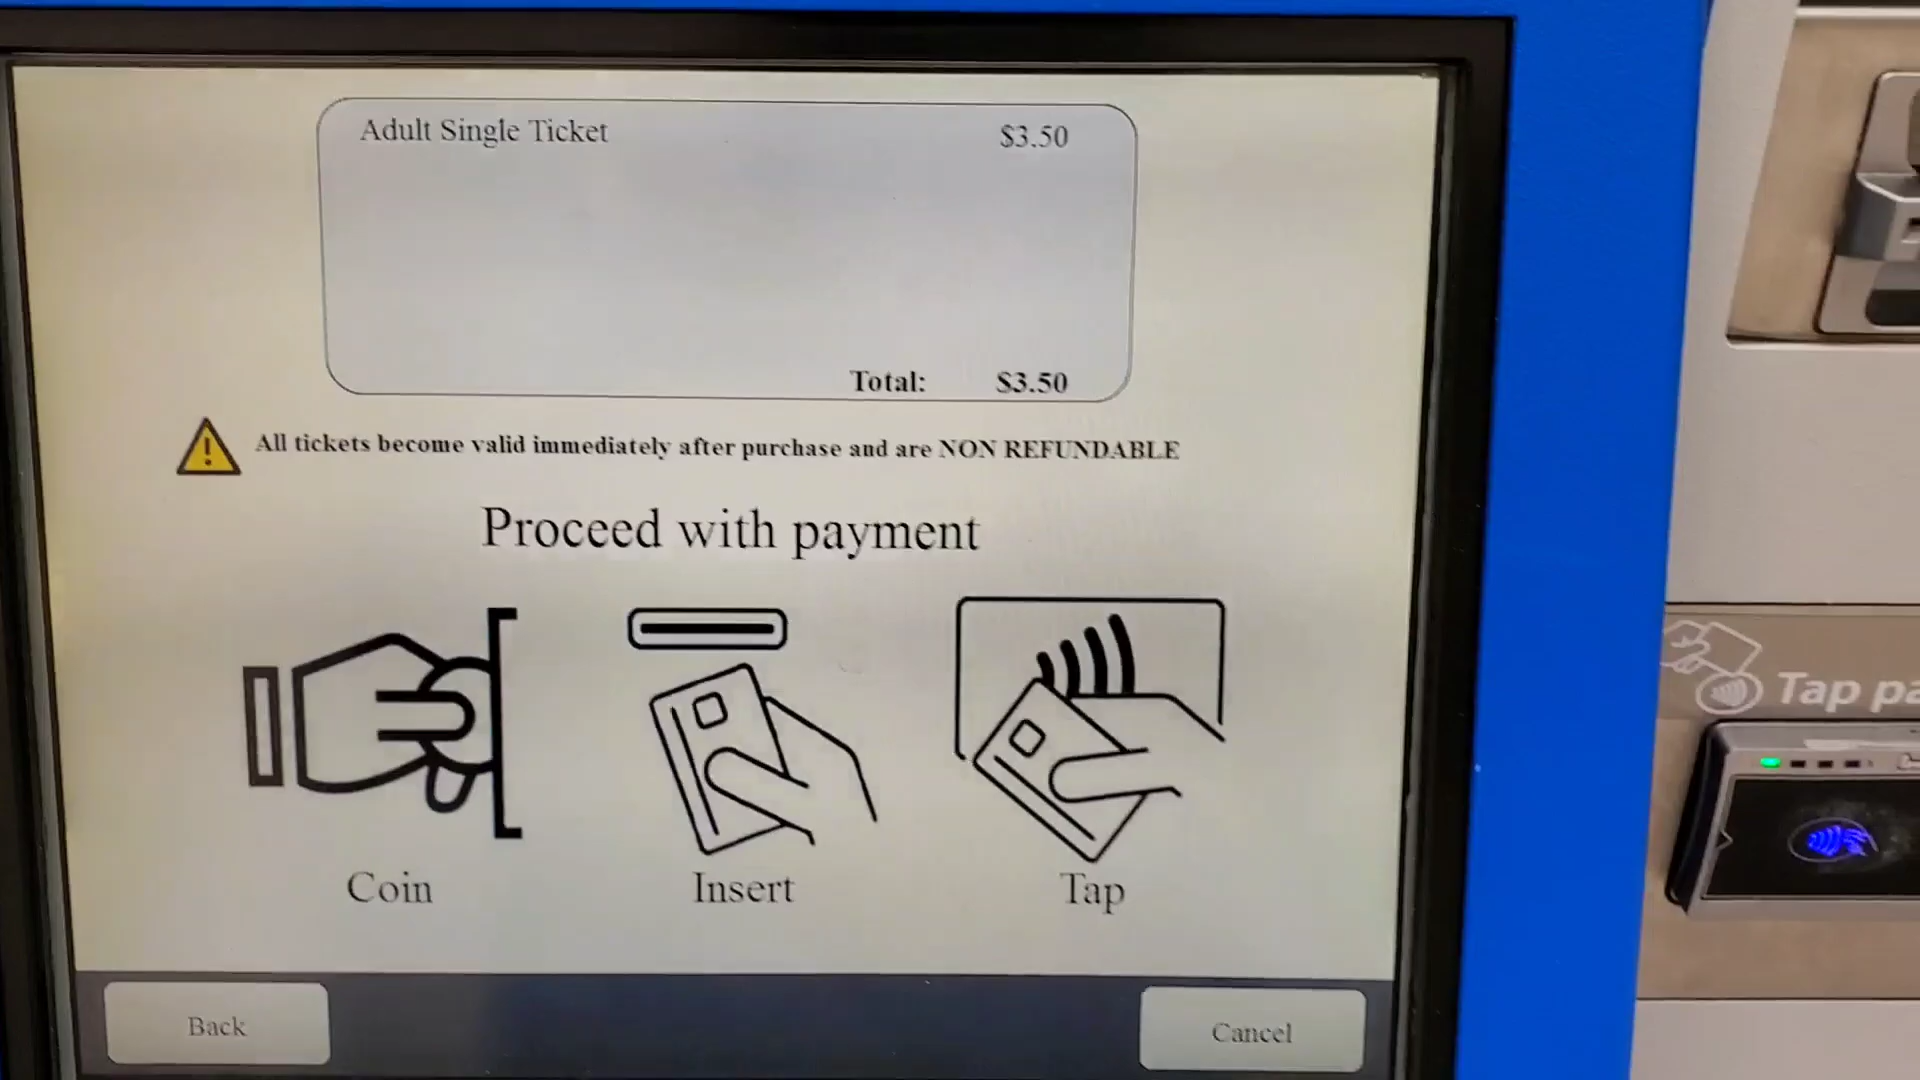 Adult Single Ticket $3.50
Total: $3.50
All tickets become valid immediately after purchase and are NON REFUNDABLE
Proceed with payment
Coin Insert Tap
Back Cancel
Tap